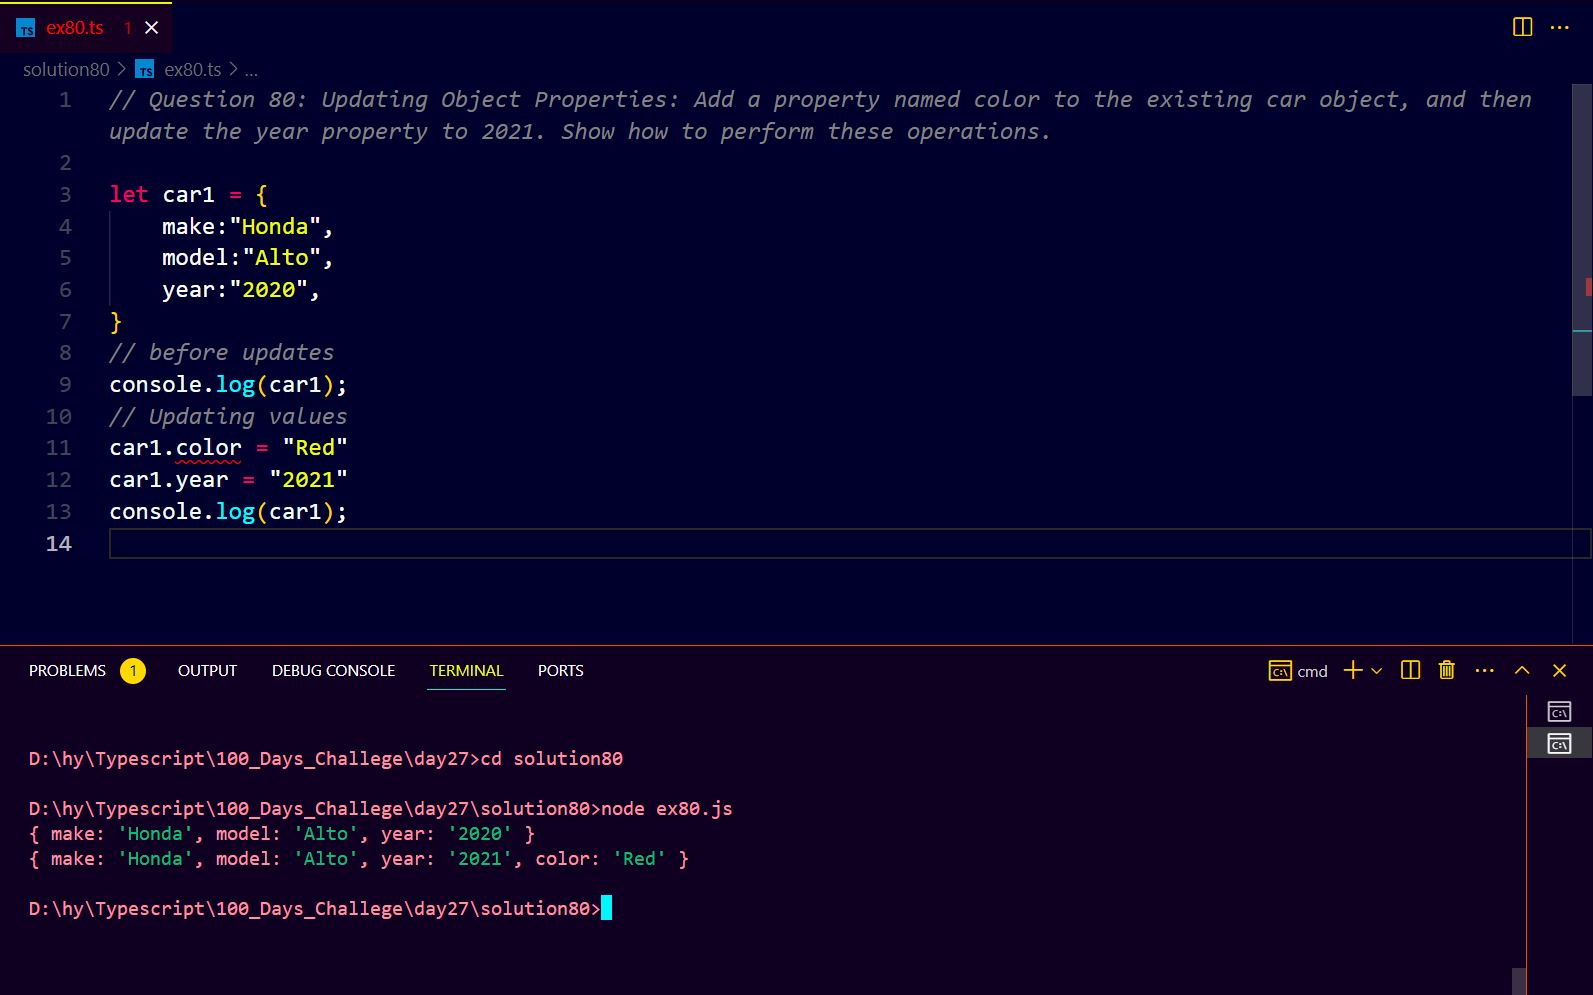 TS ex80.ts 1
solution80 > TS ex80.ts > ...
1 // Question 80: Updating Object Properties: Add a property named color to the existing car object, and then
update the year property to 2021. Show how to perform these operations.
2
3 let car1 = {
4 make:"Honda",
5 model:"Alto",
6 year:"2020",
7 }
8 // before updates
9 console.log(car1);
10 // Updating values
11 car1.color = "Red"
12 car1.year = "2021"
13 console.log(car1);
14
PROBLEMS 1 OUTPUT DEBUG CONSOLE TERMINAL PORTS cmd
D:\hy\Typescript\100_Days_Challege\day27>cd solution80
D:\hy\Typescript\100_Days_Challege\day27\solution80>node ex80.js
{ make: 'Honda', model: 'Alto', year: '2020' }
{ make: 'Honda', model: 'Alto', year: '2021', color: 'Red' }
D:\hy\Typescript\100_Days_Challege\day27\solution80>